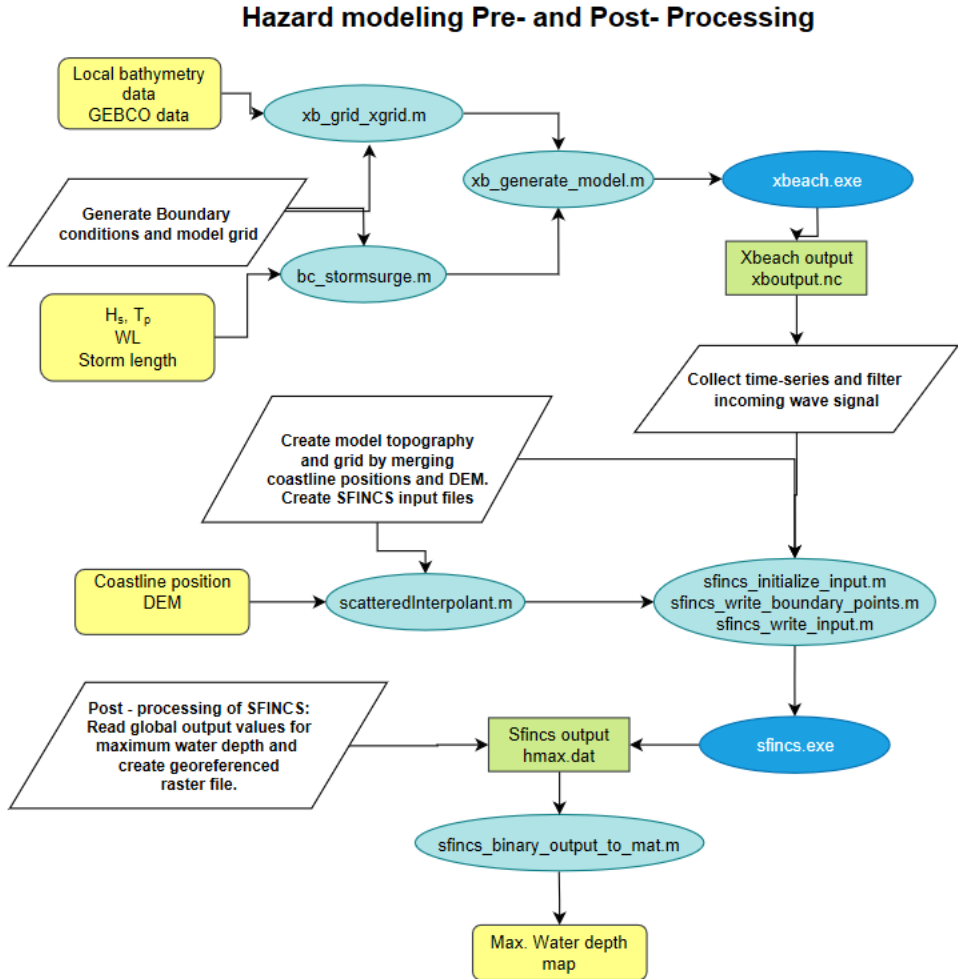 Hazard modeling Pre- and Post- Processing
Local bathymetry
data
GEBCO data
xb_grid_xgrid.m
xb_generate_model.m
xbeach.exe
Generate Boundary
conditions and model grid
bc_stormsurge.m
Xbeach output
xboutput.nc
Hs, Tp
WL
Storm length
Collect time-series and filter
incoming wave signal
Create model topography
and grid by merging
coastline positions and DEM.
Create SFINCS input files
Coastline position
DEM
scatteredInterpolant.m
sfincs_initialize_input.m
sfincs_write_boundary_points.m
sfincs_write_input.m
Post - processing of SFINCS:
Read global output values for
maximum water depth and
create georeferenced
raster file.
Sfincs output
hmax.dat
sfincs.exe
sfincs_binary_output_to_mat.m
Max. Water depth
map